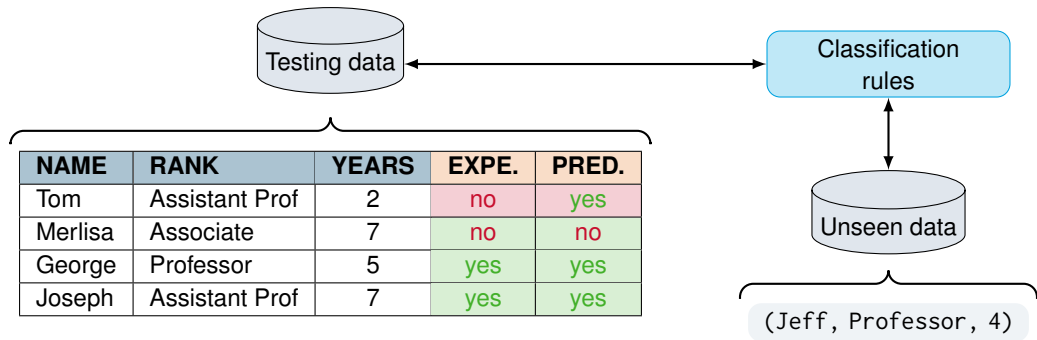 Testing data
Classification
rules
NAME RANK YEARS EXPE. PRED.
Tom Assistant Prof 2 no yes
Merlisa Associate 7 no no
George Professor 5 yes yes
Joseph Assistant Prof 7 yes yes
Unseen data
(Jeff, Professor, 4)